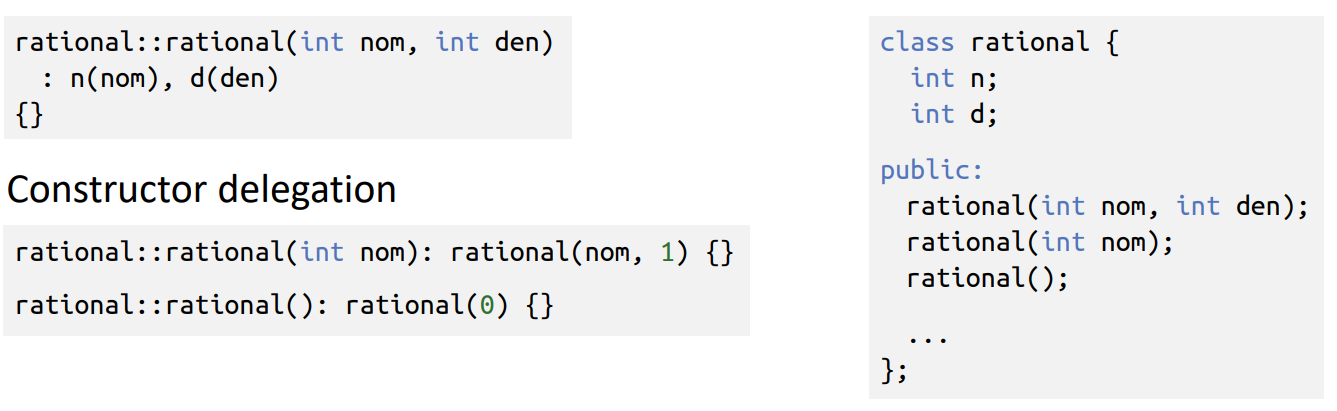 rational::rational(int nom, int den)
  : n(nom), d(den)
{}
Constructor delegation
rational::rational(int nom): rational(nom, 1) {}
rational::rational(): rational(0) {}
class rational {
  int n;
  int d;
public:
  rational(int nom, int den);
  rational(int nom);
  rational();
  ...
};